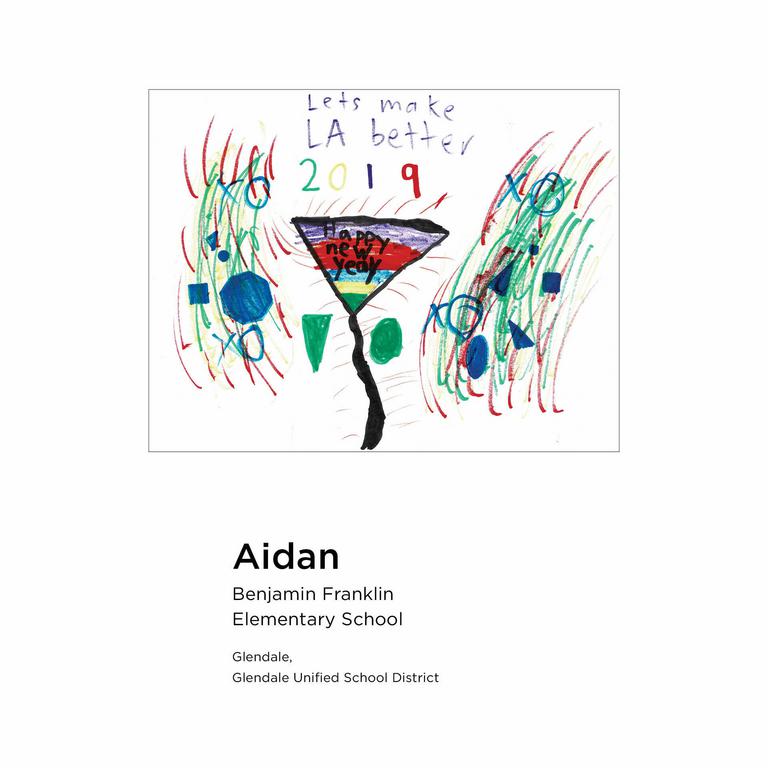 Lets make
LA better
2019
XO
XO
Happy
new
year
XO
XO
Aidan
Benjamin Franklin
Elementary School
Glendale,
Glendale Unified School District